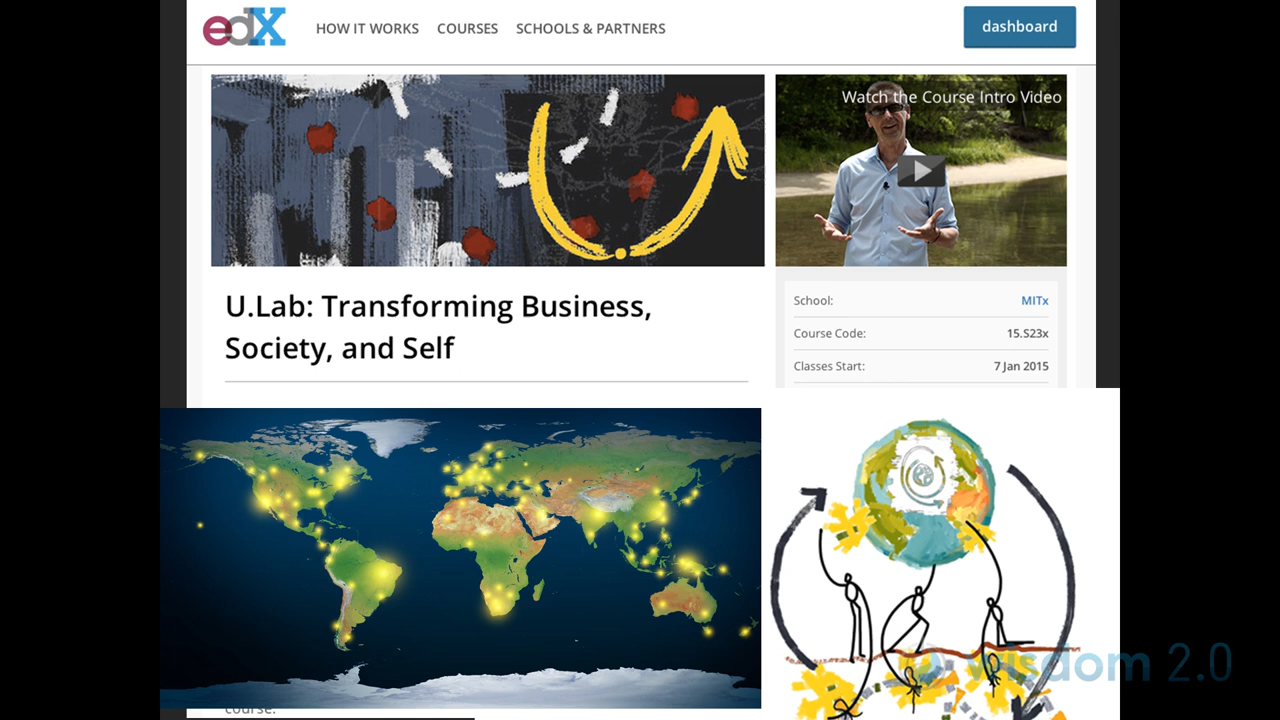 edX
HOW IT WORKS COURSES SCHOOLS & PARTNERS
dashboard
Watch the Course Intro Video
U.Lab: Transforming Business,
Society, and Self
School: MITx
Course Code: 15.S23x
Classes Start: 7 Jan 2015
course.
wisdom 2.0